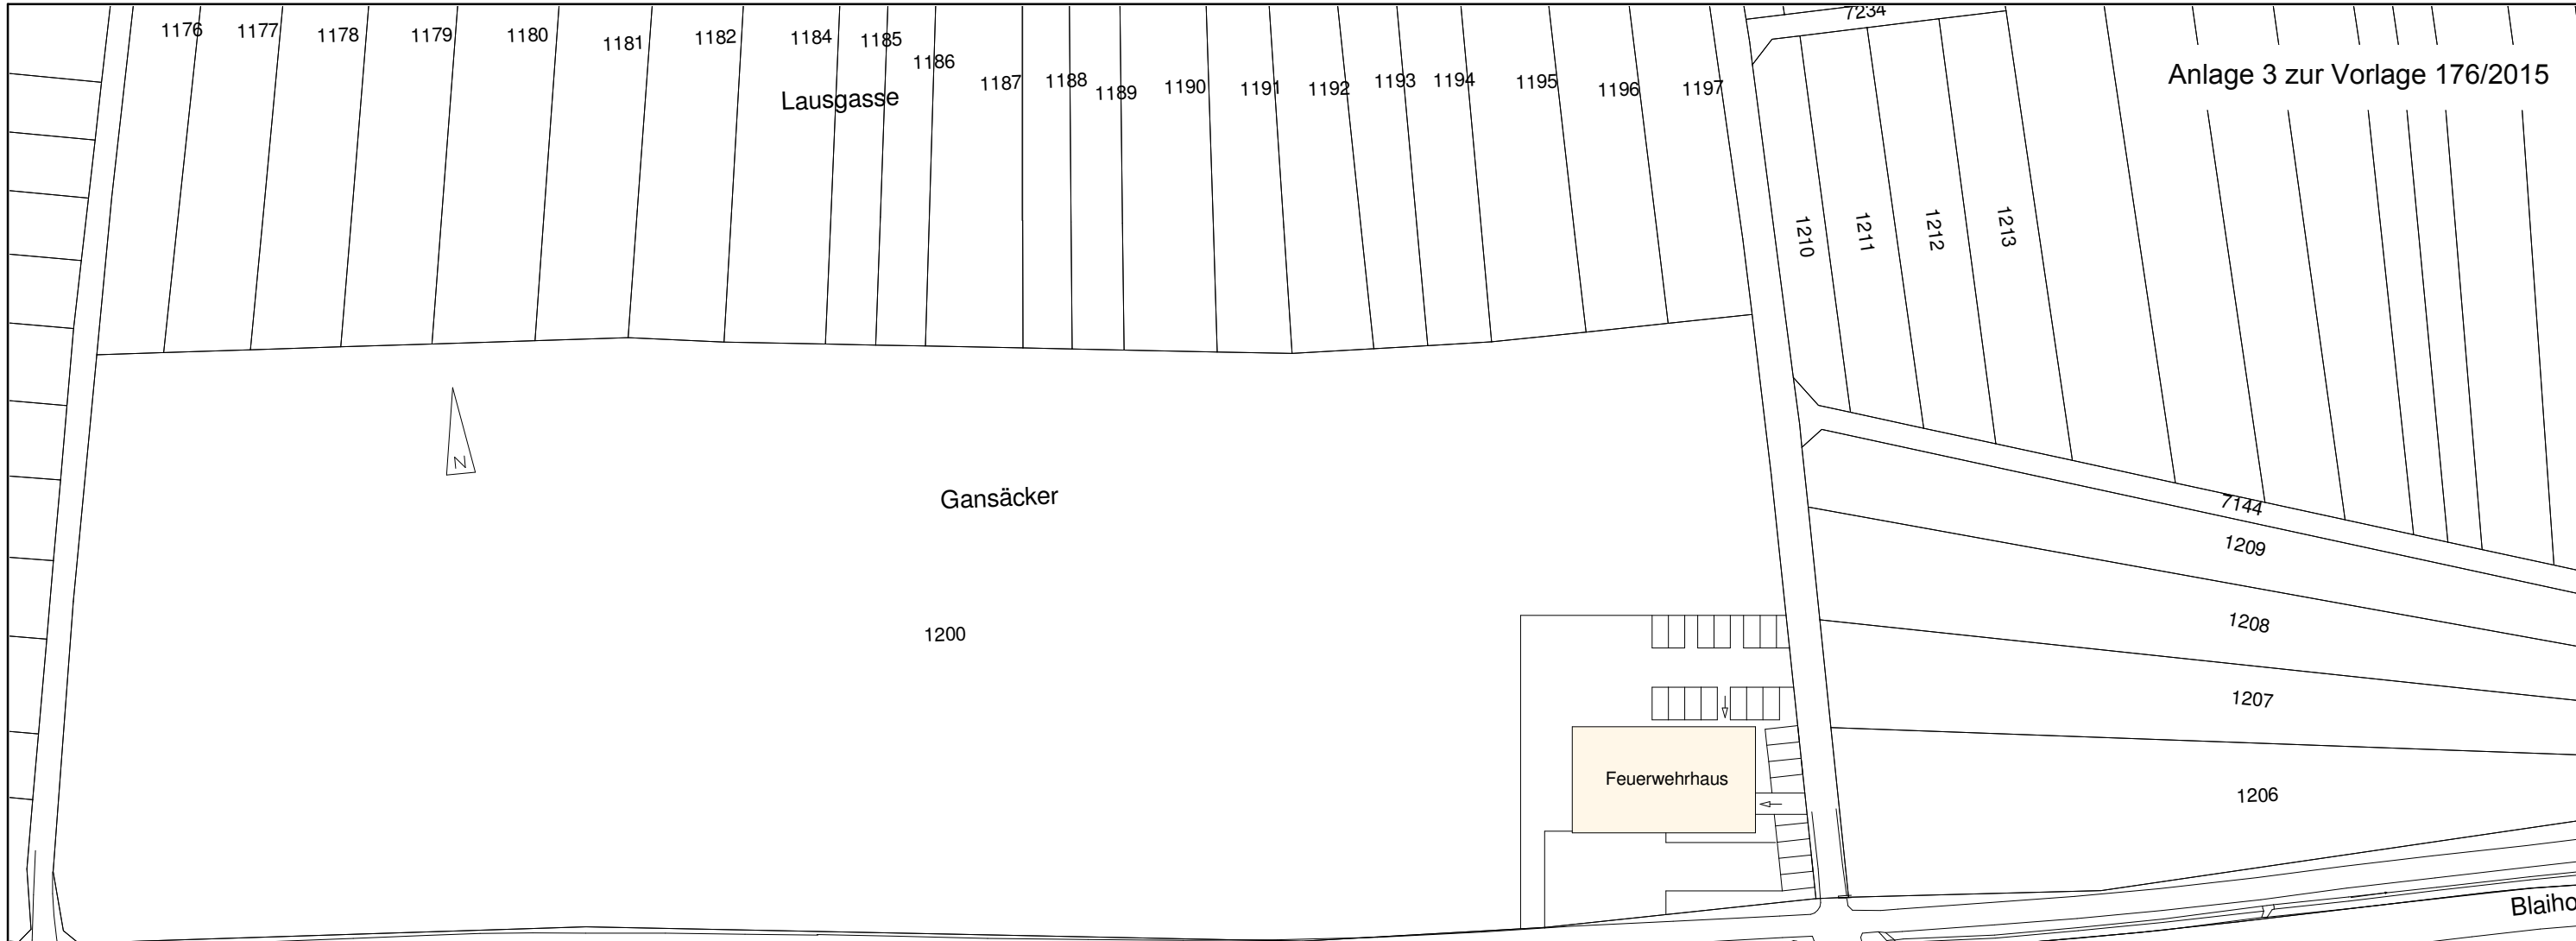 7234
1176 1177 1178 1179 1180 1181 1182 1184 1185 1186 1187 1188 1189 1190 1191 1192 1193 1194 1195 1196 1197
Anlage 3 zur Vorlage 176/2015
Lausgasse
1210 1211 1212 1213
N
Gansäcker
7144
1209
1200
1208
1207
Feuerwehrhaus
1206
Blaiho